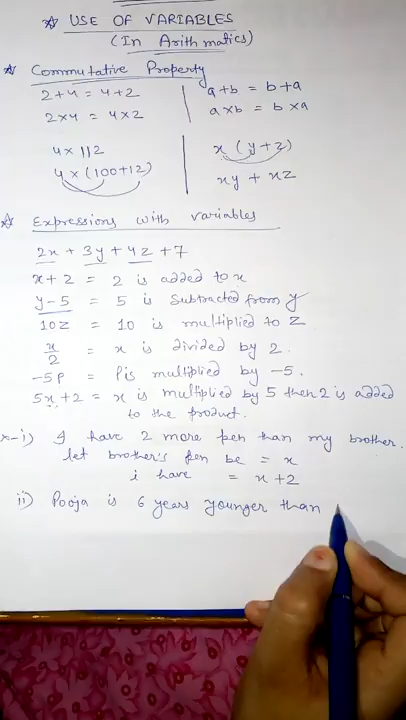 USE OF VARIABLES
(In Arithmatics)
Commutative Property
2+4 = 4+2
2×4 = 4×2
a+b = b+a
a×b = b×a
4×112
4×(100+12)
x(y+z)
xy + xz
Expressions with variables
2x + 3y + 4z + 7
x+2 = 2 is added to x
y-5 = 5 is subtracted from y
10z = 10 is multiplied to z
x/2 = x is divided by 2.
-5P = P is multiplied by -5.
5x+2 = x is multiplied by 5 then 2 is added
to the product.
x-i) I have 2 more pen than my brother.
let brother's pen be = x
i have = x+2
ii) Pooja is 6 years younger than